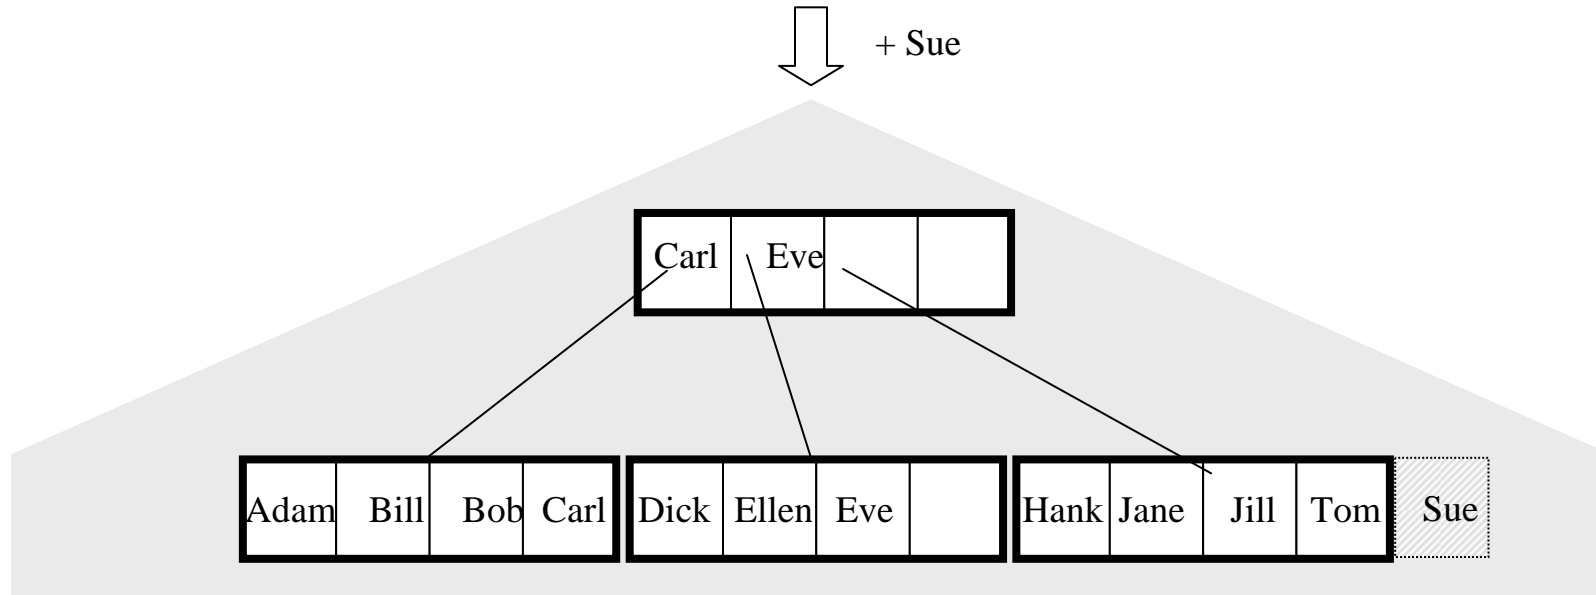 + Sue
Carl Eve
Adam Bill Bob Carl Dick Ellen Eve Hank Jane Jill Tom Sue